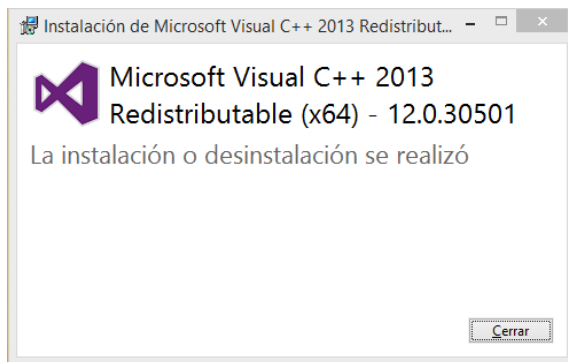 Instalación de Microsoft Visual C++ 2013 Redistribut...
Microsoft Visual C++ 2013
Redistributable (x64) - 12.0.30501
La instalación o desinstalación se realizó
Cerrar